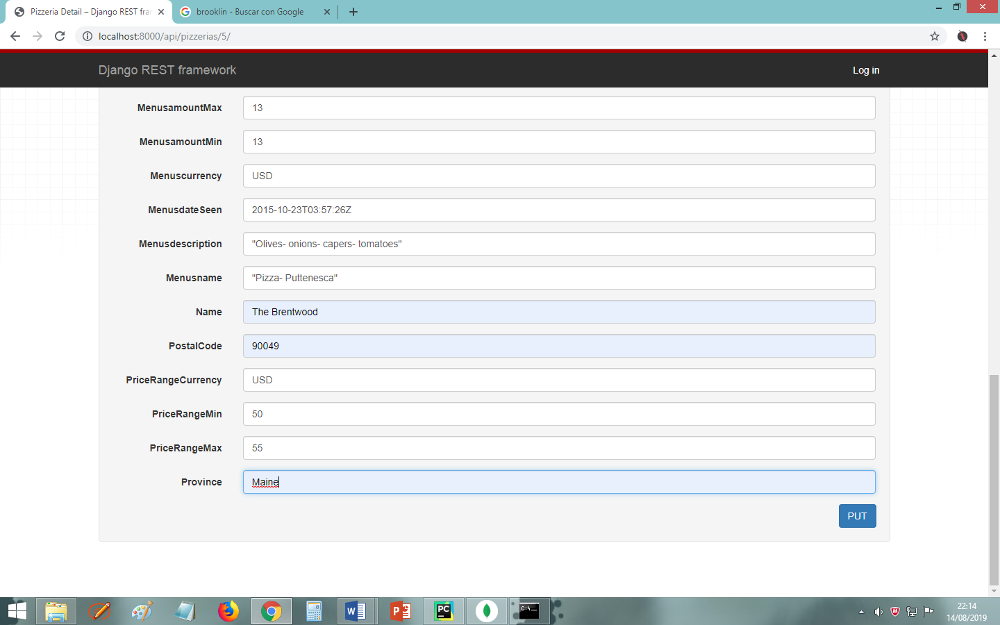 Pizzeria Detail – Django REST fra
brooklin - Buscar con Google
localhost:8000/api/pizzerias/5/
Django REST framework
Log in
MenusamountMax
13
MenusamountMin
13
Menuscurrency
USD
MenusdateSeen
2015-10-23T03:57:26Z
Menusdescription
"Olives- onions- capers- tomatoes"
Menusname
"Pizza- Puttenesca"
Name
The Brentwood
PostalCode
90049
PriceRangeCurrency
USD
PriceRangeMin
50
PriceRangeMax
55
Province
Maine
PUT
22:14
14/08/2019